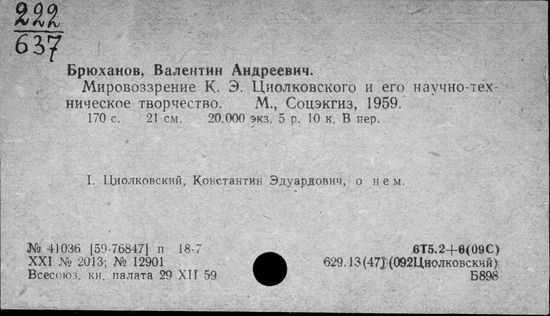 222
637
Брюханов, Валентин Андреевич.
Мировоззрение К. Э. Циолковского и его научно-тех-
ническое творчество. М., Соцэкгиз, 1959.
170 с. 21 см. 20.000 экз. 5 р. 10 к. В пер.
I. Циолковский, Константин Эдуардович, о нем.
№ 41036 [59-76847] п 18-7
6Т5.2+6(09С)
XXI № 2013; № 12901
629.13(47)(092Циолковский)
Всесоюз. кн. палата 29 XII 59
Б898